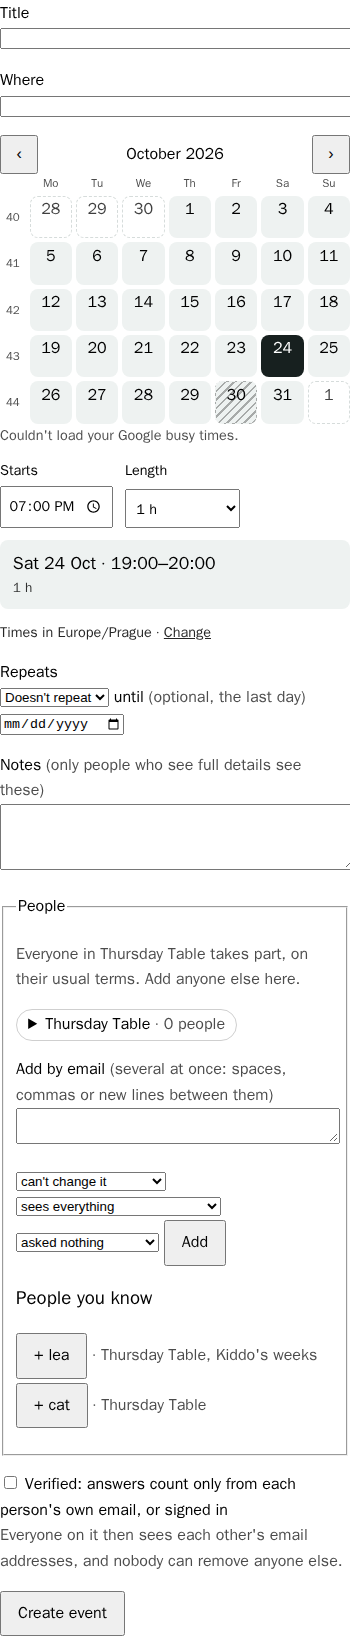 Title
Where
‹ October 2026 ›
Mo Tu We Th Fr Sa Su
40 28 29 30 1 2 3 4
41 5 6 7 8 9 10 11
42 12 13 14 15 16 17 18
43 19 20 21 22 23 24 25
44 26 27 28 29 30 31 1
Couldn't load your Google busy times.
Starts Length
07:00 PM 1 h
Sat 24 Oct · 19:00–20:00
1 h
Times in Europe/Prague · Change
Repeats
Doesn't repeat until (optional, the last day)
mm/dd/yyyy
Notes (only people who see full details see
these)
People
Everyone in Thursday Table takes part, on
their usual terms. Add anyone else here.
▶ Thursday Table · 0 people
Add by email (several at once: spaces,
commas or new lines between them)
can't change it
sees everything
asked nothing Add
People you know
+ lea · Thursday Table, Kiddo's weeks
+ cat · Thursday Table
Verified: answers count only from each
person's own email, or signed in
Everyone on it then sees each other's email
addresses, and nobody can remove anyone else.
Create event